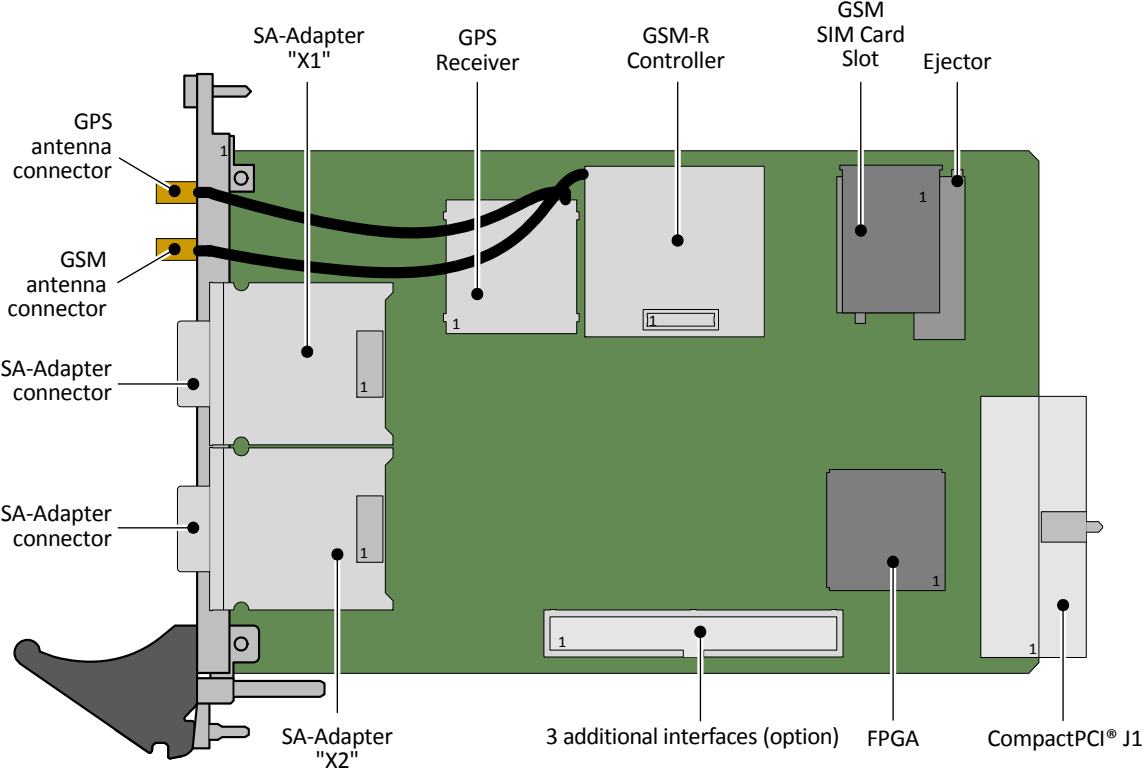 SA-Adapter
"X1"
GPS
Receiver
GSM-R
Controller
GSM
SIM Card
Slot
Ejector
GPS
antenna
connector
1
1
GSM
antenna
connector
1
1
SA-Adapter
connector
1
SA-Adapter
connector
1
1
1
1
SA-Adapter
"X2"
3 additional interfaces (option)
FPGA
CompactPCI® J1